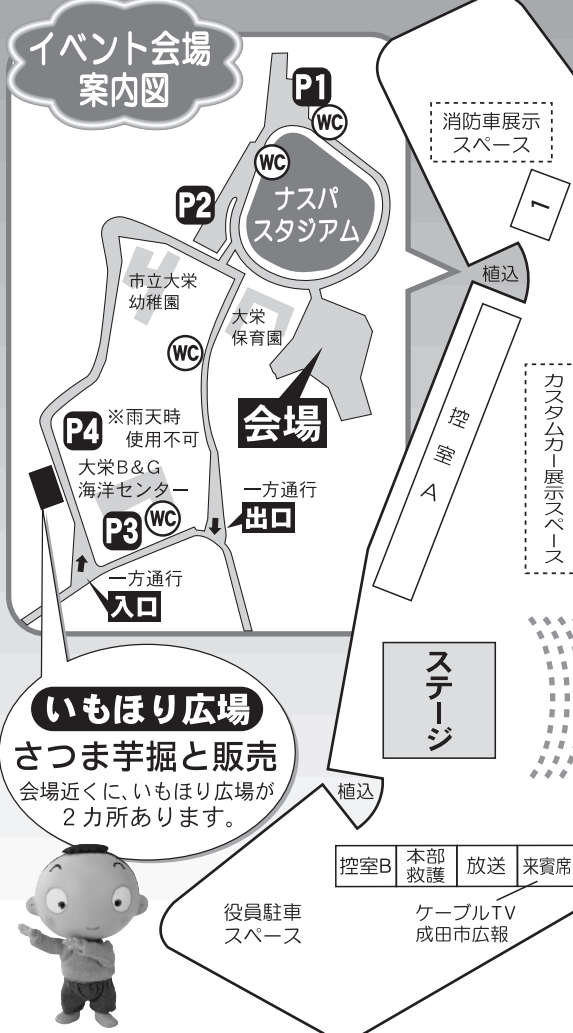 イベント会場
案内図
P1
WC
WC
P2
ナスパ
スタジアム
市立大栄
幼稚園
大栄
保育園
WC
会場
P4
※雨天時
使用不可
大栄B&G
海洋センター
P3
WC
一方通行
出口
一方通行
入口
いもほり広場
さつま芋掘と販売
会場近くに、いもほり広場が
2カ所あります。
消防車展示
スペース
1
植込
控室A
カスタムカー展示スペース
ステージ
植込
控室B
本部
救護
放送
来賓席
役員駐車
スペース
ケーブルTV
成田市広報